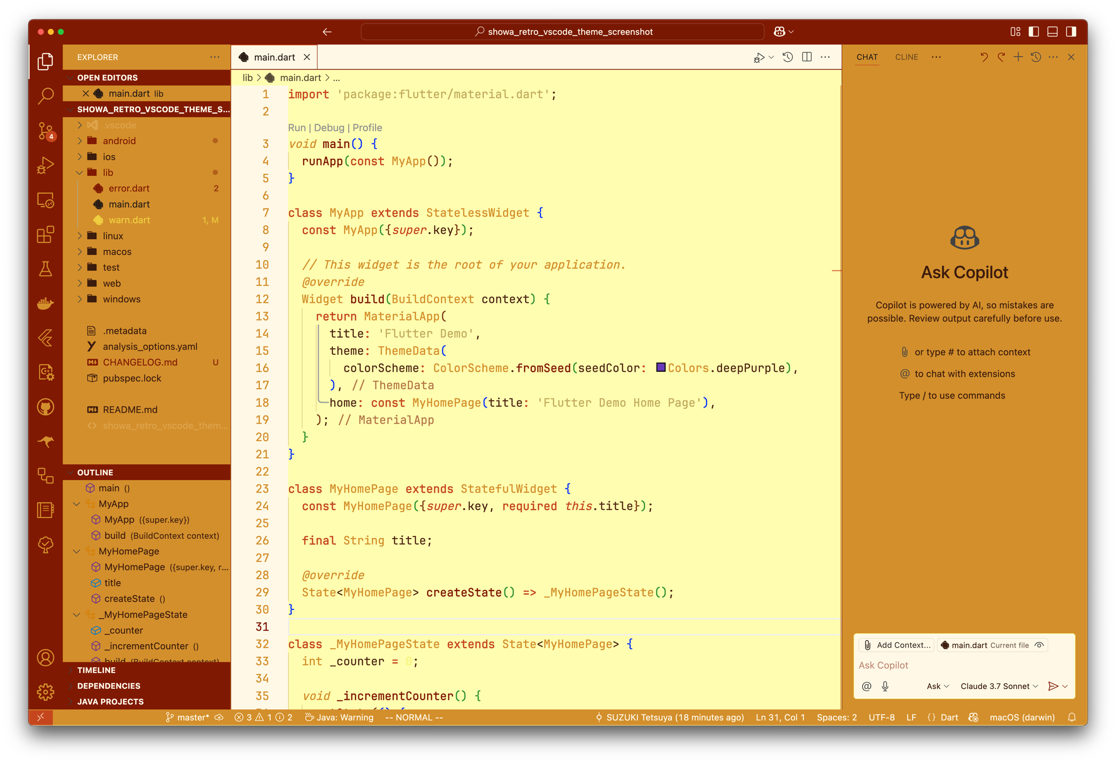 showa_retro_vscode_theme_screenshot
EXPLORER
OPEN EDITORS
main.dart lib
SHOWA_RETRO_VSCODE_THEME_S...
.vscode
android
ios
lib
error.dart 2
main.dart
warn.dart 1, M
linux
macos
test
web
windows
.metadata
analysis_options.yaml
CHANGELOG.md U
pubspec.lock
README.md
showa_retro_vscode_them...
OUTLINE
main ()
MyApp
MyApp ({super.key})
build (BuildContext context)
MyHomePage
MyHomePage ({super.key, r...
title
createState ()
_MyHomePageState
_counter
_incrementCounter ()
build (BuildContext context)
TIMELINE
DEPENDENCIES
JAVA PROJECTS
4
main.dart
lib > main.dart > ...
1 import 'package:flutter/material.dart';
2
Run | Debug | Profile
3 void main() {
4 runApp(const MyApp());
5 }
6
7 class MyApp extends StatelessWidget {
8 const MyApp({super.key});
9
10 // This widget is the root of your application.
11 @override
12 Widget build(BuildContext context) {
13 return MaterialApp(
14 title: 'Flutter Demo',
15 theme: ThemeData(
16 colorScheme: ColorScheme.fromSeed(seedColor: Colors.deepPurple),
17 ), // ThemeData
18 home: const MyHomePage(title: 'Flutter Demo Home Page'),
19 ); // MaterialApp
20 }
21 }
22
23 class MyHomePage extends StatefulWidget {
24 const MyHomePage({super.key, required this.title});
25
26 final String title;
27
28 @override
29 State<MyHomePage> createState() => _MyHomePageState();
30 }
31
32 class _MyHomePageState extends State<MyHomePage> {
33 int _counter = 0;
34
35 void _incrementCounter() {
CHAT CLINE
Ask Copilot
Copilot is powered by AI, so mistakes are
possible. Review output carefully before use.
or type # to attach context
@ to chat with extensions
Type / to use commands
Add Context... main.dart Current file
Ask Copilot
@ Ask Claude 3.7 Sonnet
master* 3 1 2 Java: Warning -- NORMAL -- SUZUKI Tetsuya (18 minutes ago) Ln 31, Col 1 Spaces: 2 UTF-8 LF {} Dart macOS (darwin)